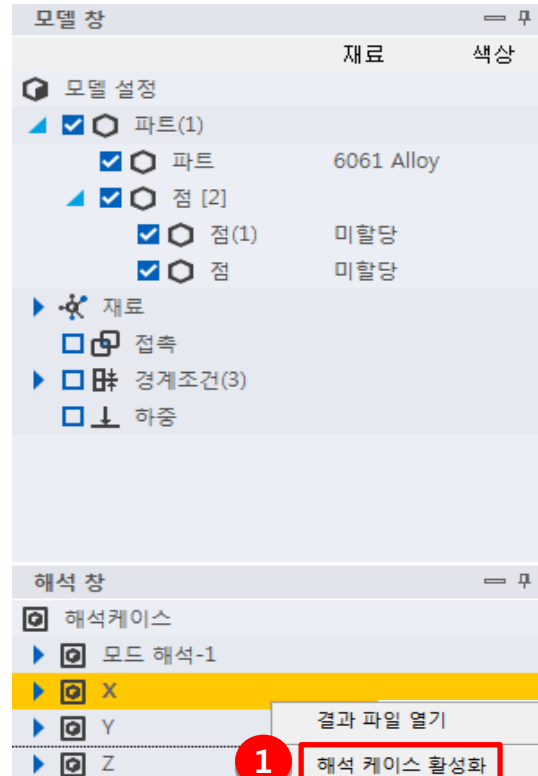 모델 창
재료 색상
모델 설정
파트(1)
파트 6061 Alloy
점 [2]
점(1) 미할당
점 미할당
재료
접촉
경계조건(3)
하중
해석 창
해석케이스
모드 해석-1
X
Y 결과 파일 열기
Z 1 해석 케이스 활성화